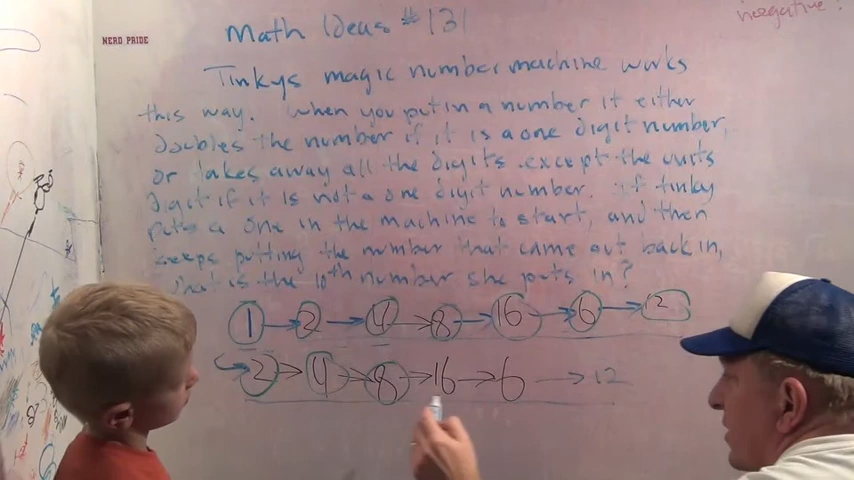 negative?
NERD PRIDE
Math Ideas #131
Tinkys magic number machine works
this way. When you put in a number it either
doubles the number if it is a one digit number,
or takes away all the digits except the units
digit if it is not a one digit number. If tinky
puts a one in the machine to start, and then
keeps putting the number that came out back in,
what is the 10th number she puts in?
1 → 2 → 4 → 8 → 16 → 6 → 12
2 → 4 → 8 → 16 → 6 → 12